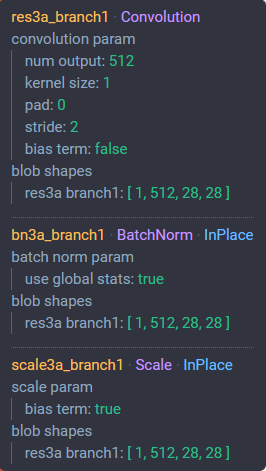 res3a_branch1 · Convolution
convolution param
num output: 512
kernel size: 1
pad: 0
stride: 2
bias term: false
blob shapes
res3a branch1: [ 1, 512, 28, 28 ]
bn3a_branch1 · BatchNorm · InPlace
batch norm param
use global stats: true
blob shapes
res3a branch1: [ 1, 512, 28, 28 ]
scale3a_branch1 · Scale · InPlace
scale param
bias term: true
blob shapes
res3a branch1: [ 1, 512, 28, 28 ]